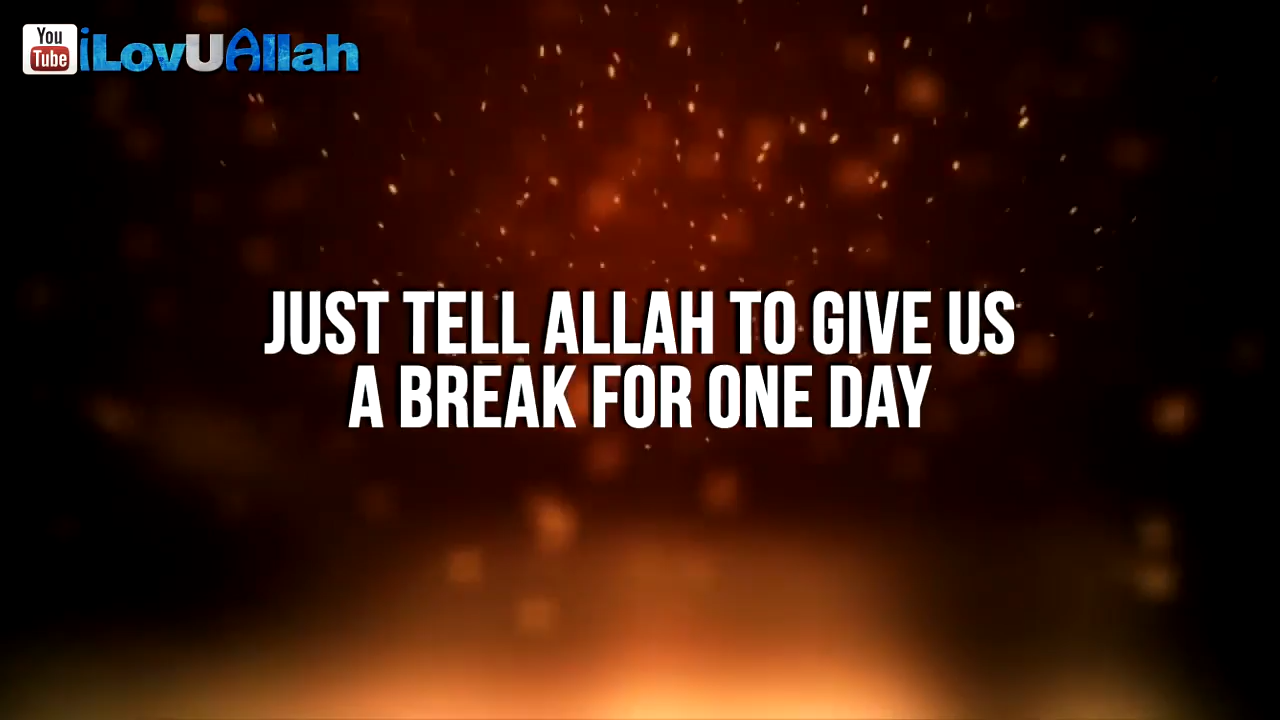 You
Tube
iLovUAllah
JUST TELL ALLAH TO GIVE US
A BREAK FOR ONE DAY